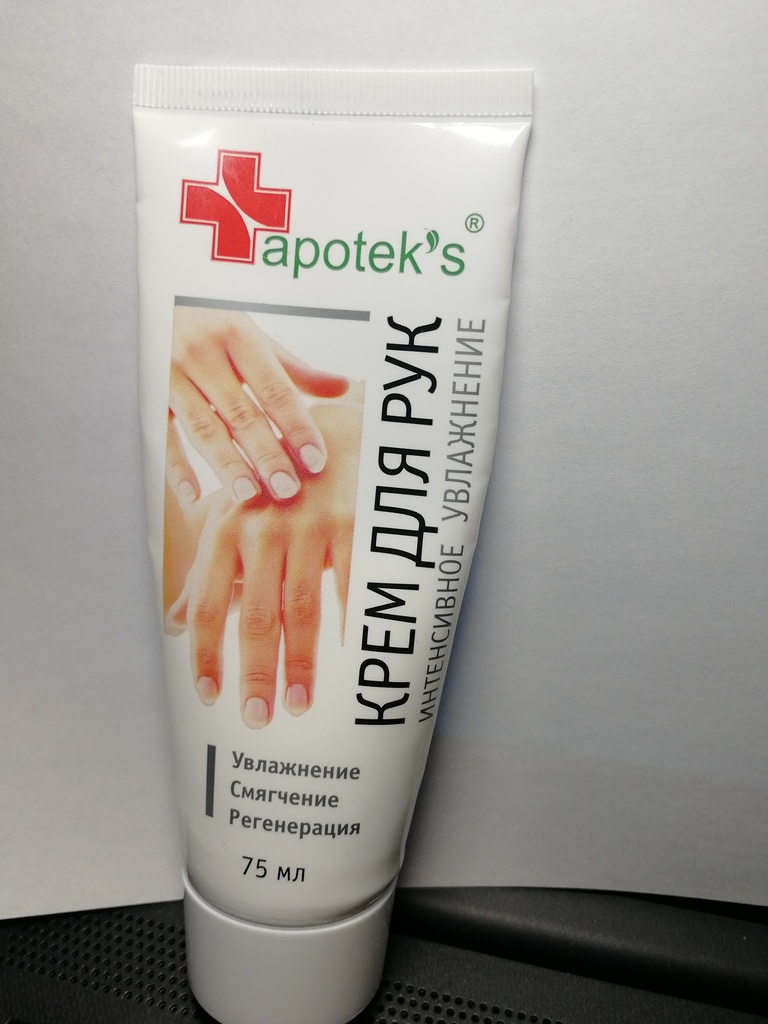 apotek's®
КРЕМ ДЛЯ РУК
ИНТЕНСИВНОЕ УВЛАЖНЕНИЕ
Увлажнение
Смягчение
Регенерация
75 мл